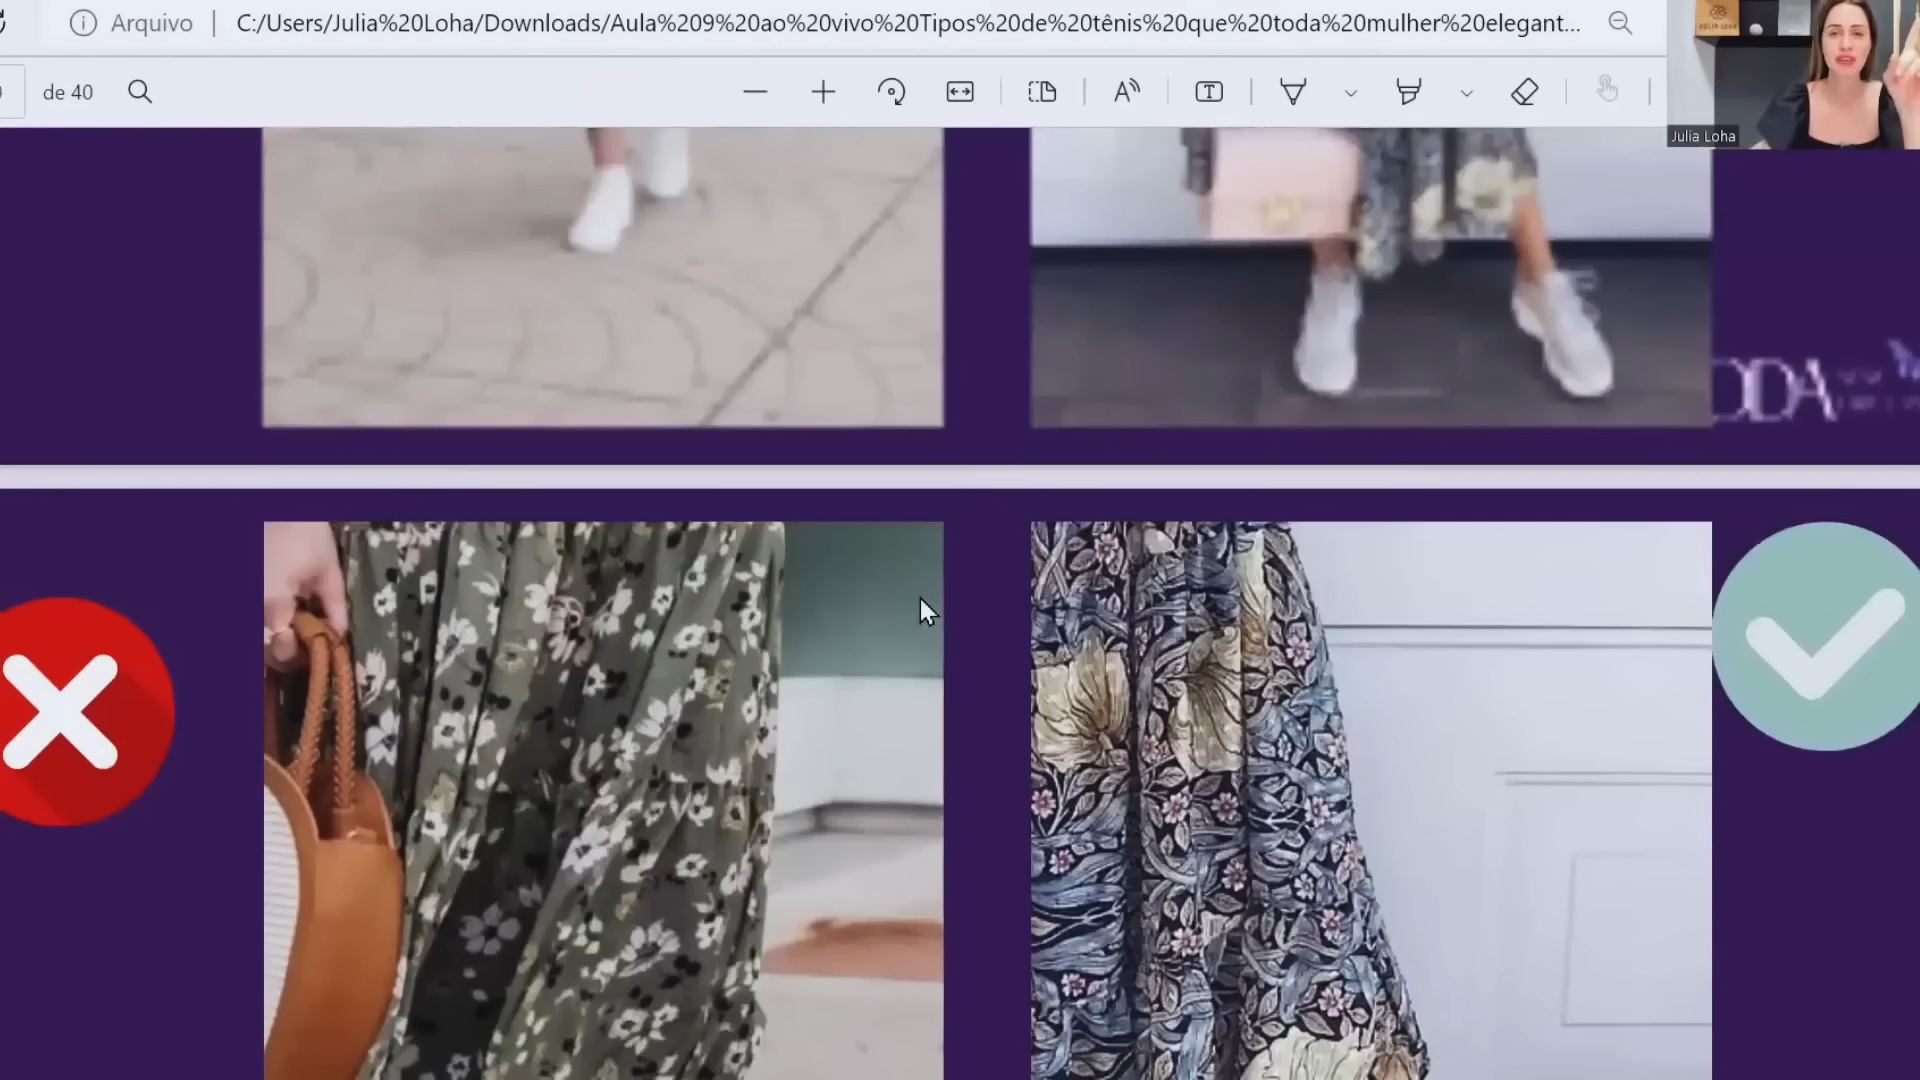 Arquivo
C:/Users/Julia%20Loha/Downloads/Aula%209%20ao%20vivo%20Tipos%20de%20tênis%20que%20toda%20mulher%20elegant...
de 40
Julia Loha
ODA